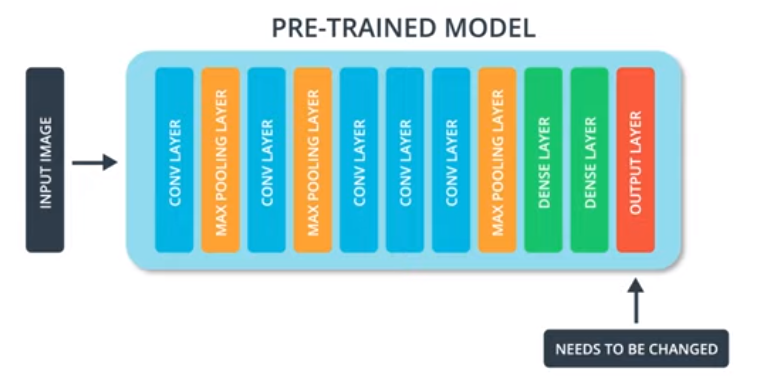 PRE-TRAINED MODEL
INPUT IMAGE
CONV LAYER
MAX POOLING LAYER
CONV LAYER
MAX POOLING LAYER
CONV LAYER
CONV LAYER
CONV LAYER
MAX POOLING LAYER
DENSE LAYER
DENSE LAYER
OUTPUT LAYER
NEEDS TO BE CHANGED